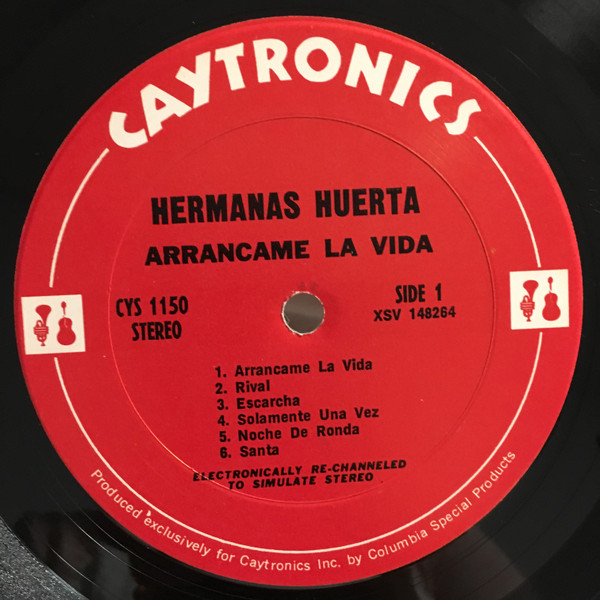 CAYTRONICS
HERMANAS HUERTA
ARRANCAME LA VIDA
CYS 1150
STEREO
SIDE 1
XSV 148264
1. Arrancame La Vida
2. Rival
3. Escarcha
4. Solamente Una Vez
5. Noche De Ronda
6. Santa
ELECTRONICALLY RE-CHANNELED
TO SIMULATE STEREO
Produced exclusively for Caytronics Inc. by Columbia Special Products